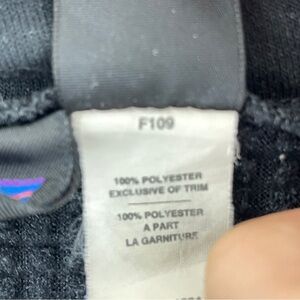 F109
100% POLYESTER
EXCLUSIVE OF TRIM
100% POLYESTER
A PART
LA GARNITURE